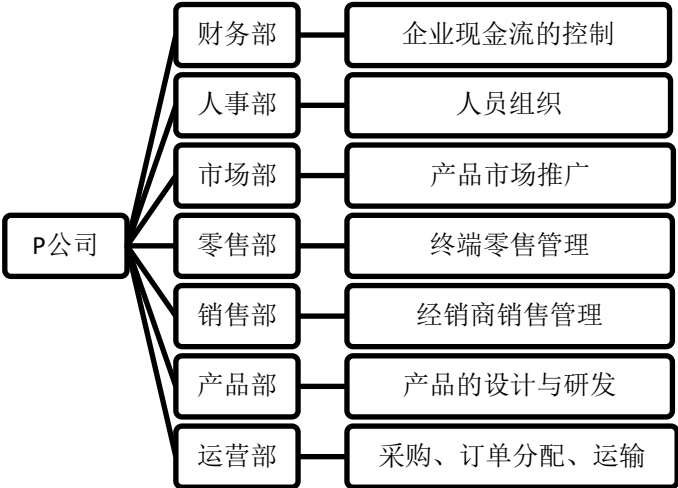 财务部
企业现金流的控制
人事部
人员组织
市场部
产品市场推广
P公司
零售部
终端零售管理
销售部
经销商销售管理
产品部
产品的设计与研发
运营部
采购、订单分配、运输